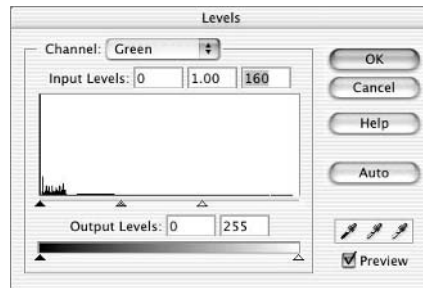 Levels
Channel: Green
Input Levels: 0 1.00 160
Output Levels: 0 255
OK
Cancel
Help
Auto
Preview